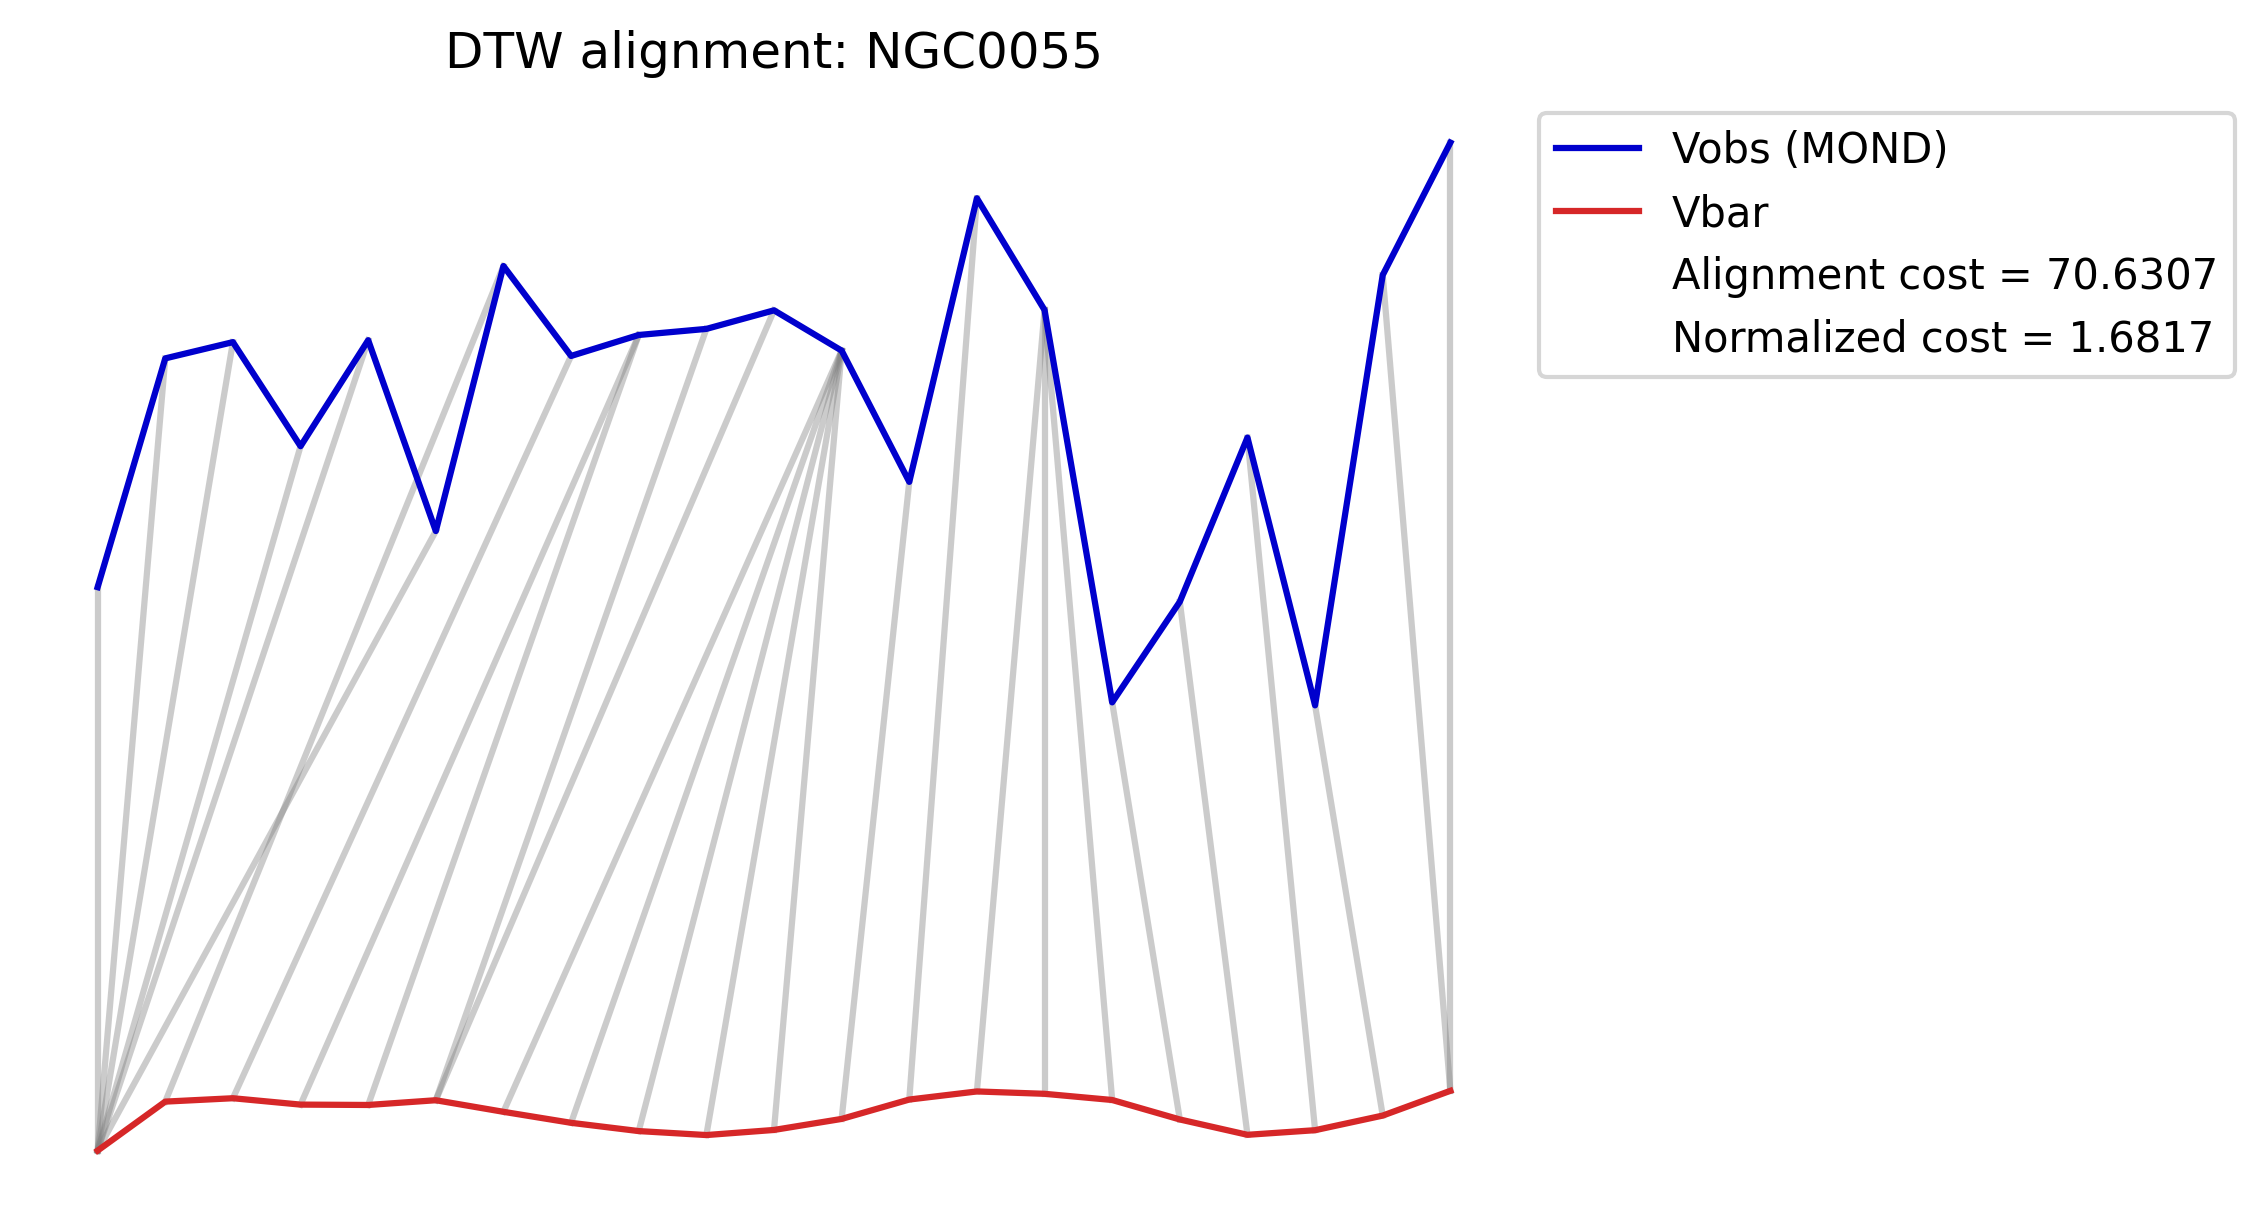 DTW alignment: NGC0055
Vobs (MOND)
Vbar
Alignment cost = 70.6307
Normalized cost = 1.6817